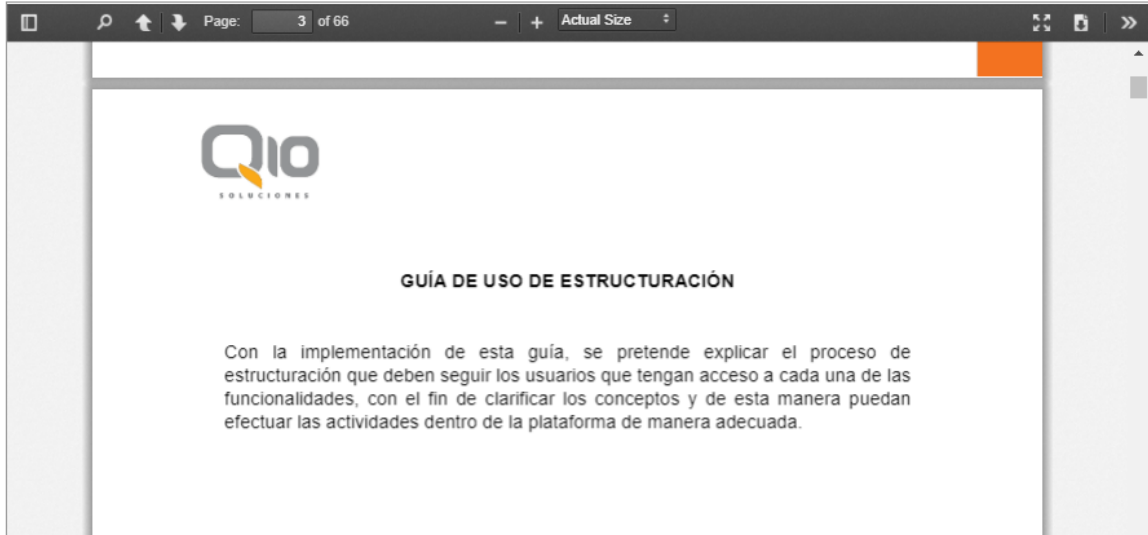 Page: 3 of 66 Actual Size
Q10
SOLUCIONES
GUÍA DE USO DE ESTRUCTURACIÓN
Con la implementación de esta guía, se pretende explicar el proceso de
estructuración que deben seguir los usuarios que tengan acceso a cada una de las
funcionalidades, con el fin de clarificar los conceptos y de esta manera puedan
efectuar las actividades dentro de la plataforma de manera adecuada.